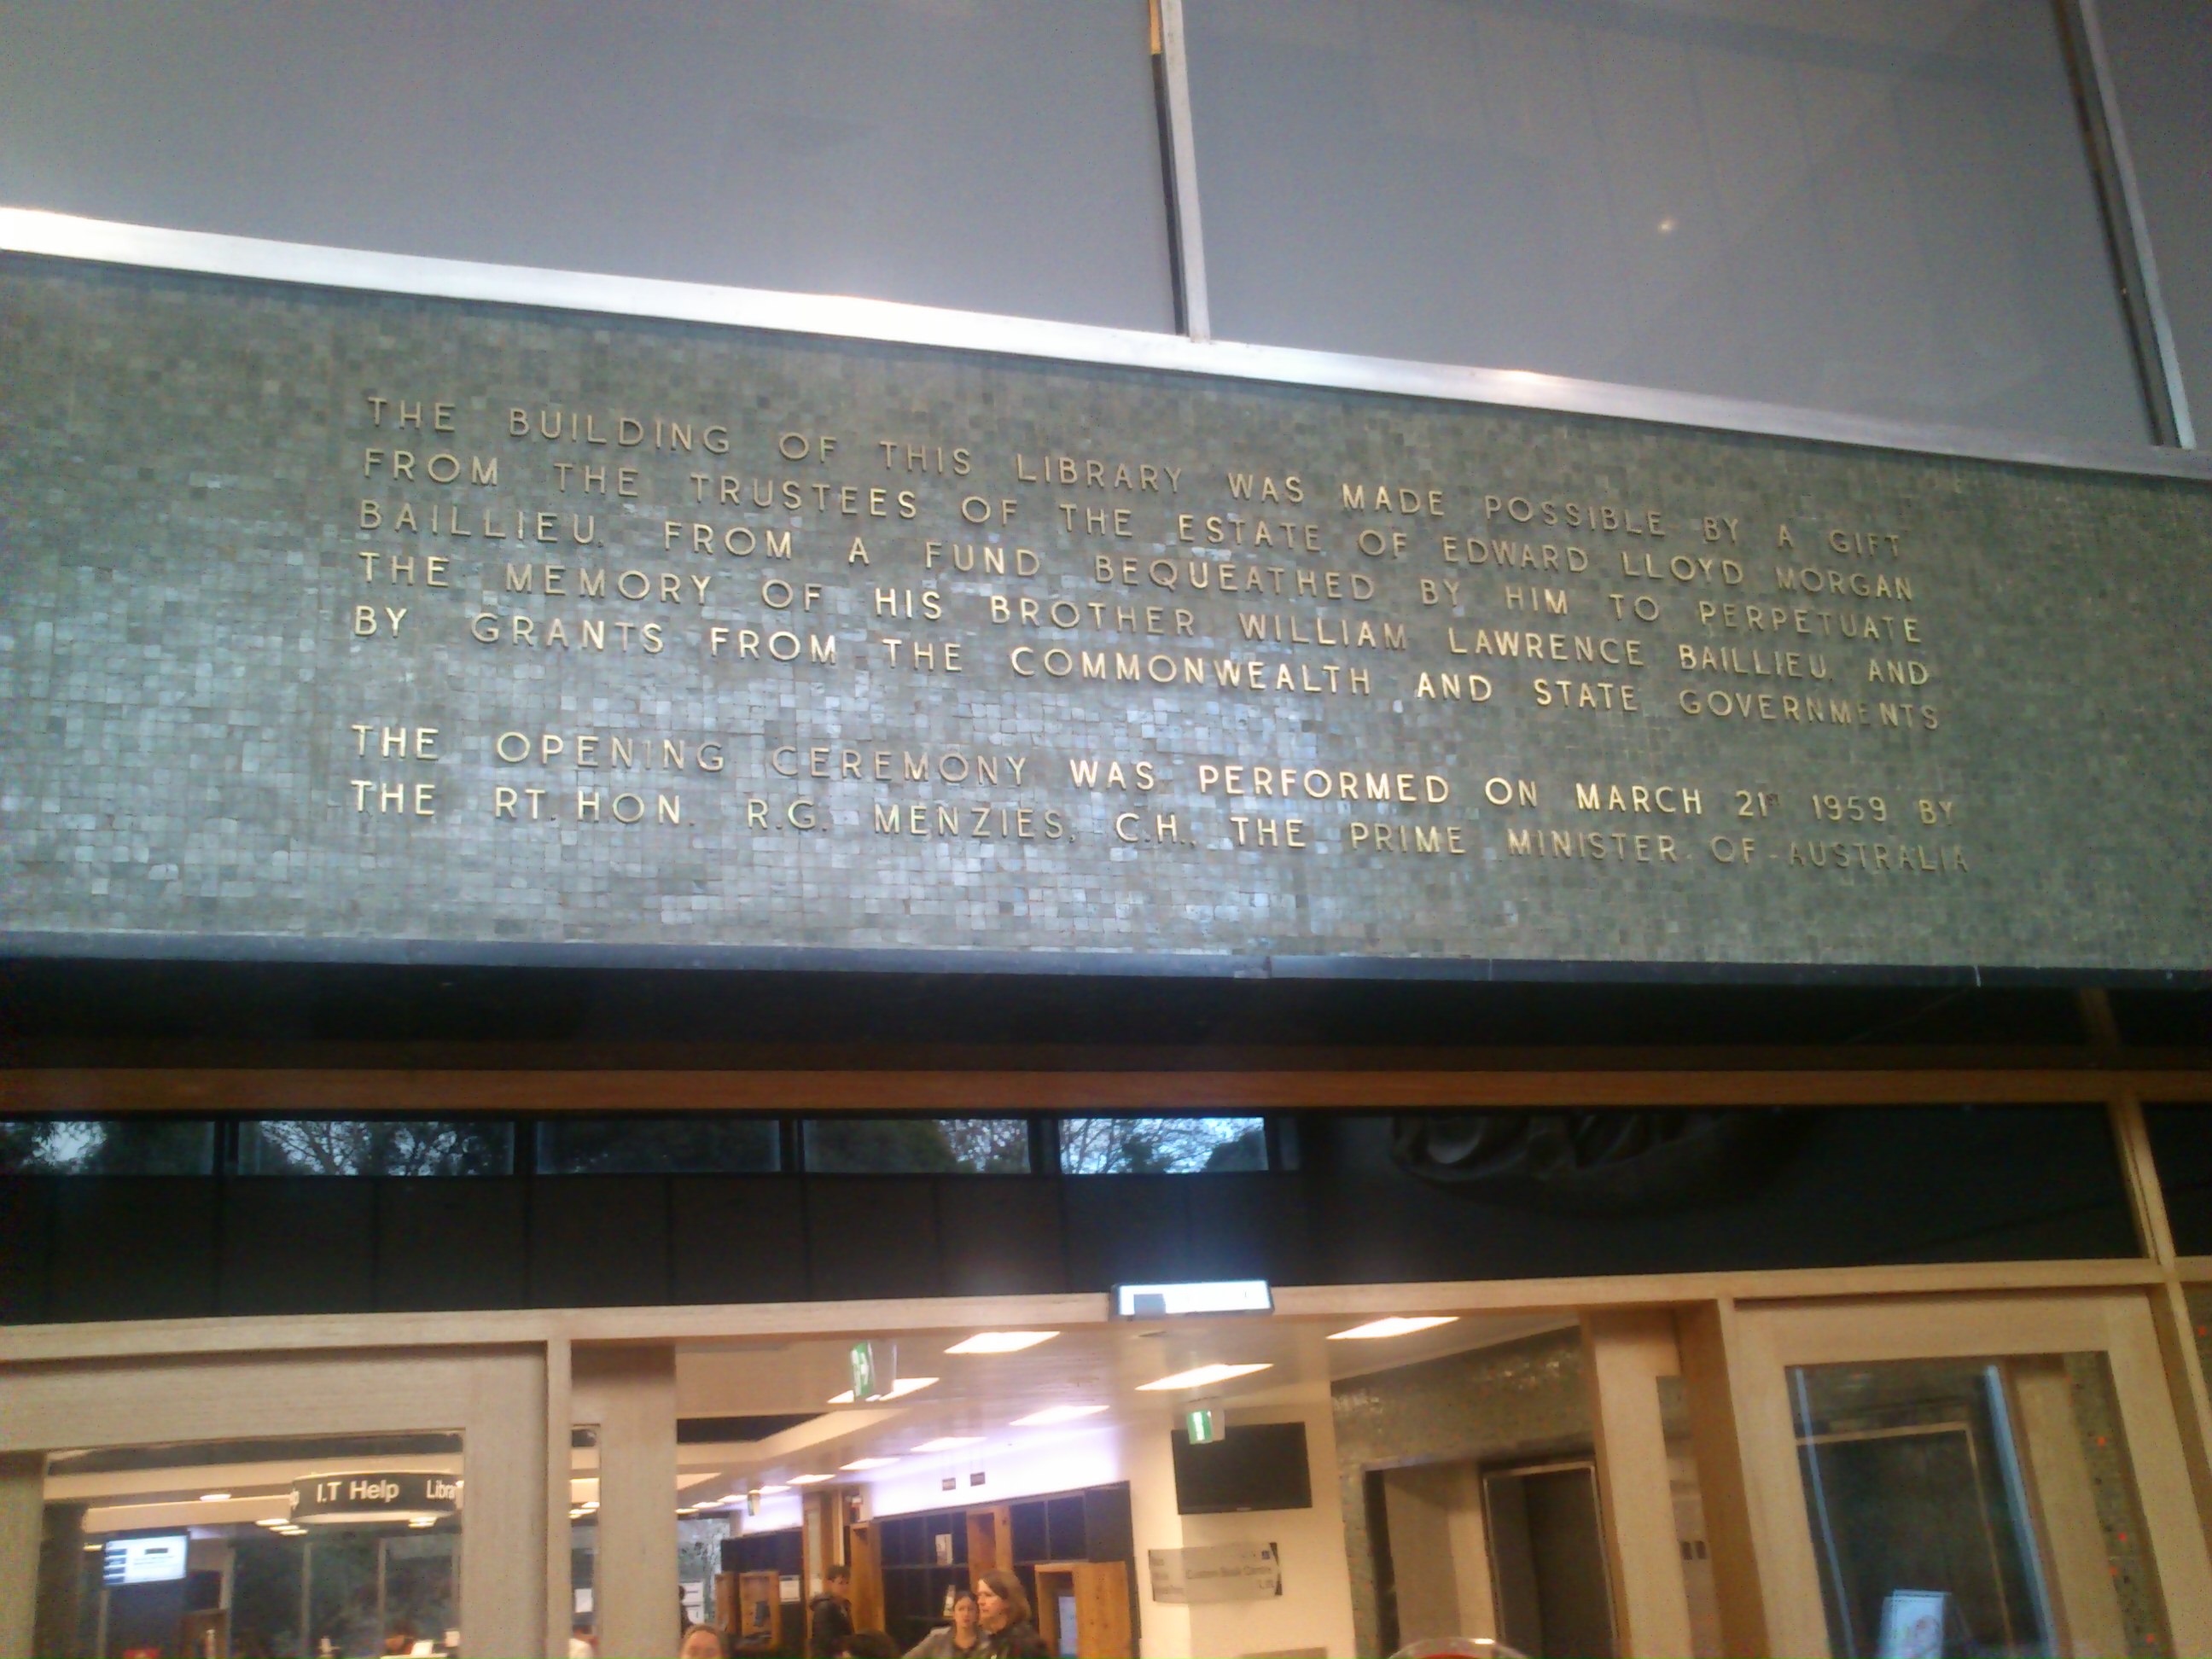 THE BUILDING OF THIS LIBRARY WAS MADE POSSIBLE BY A GIFT
FROM THE TRUSTEES OF THE ESTATE OF EDWARD LLOYD MORGAN
BAILLIEU, FROM A FUND BEQUEATHED BY HIM TO PERPETUATE
THE MEMORY OF HIS BROTHER WILLIAM LAWRENCE BAILLIEU, AND
BY GRANTS FROM THE COMMONWEALTH AND STATE GOVERNMENTS
THE OPENING CEREMONY WAS PERFORMED ON MARCH 21ST 1959 BY
THE RT. HON. R.G. MENZIES, C.H., THE PRIME MINISTER OF AUSTRALIA
I.T Help Libra